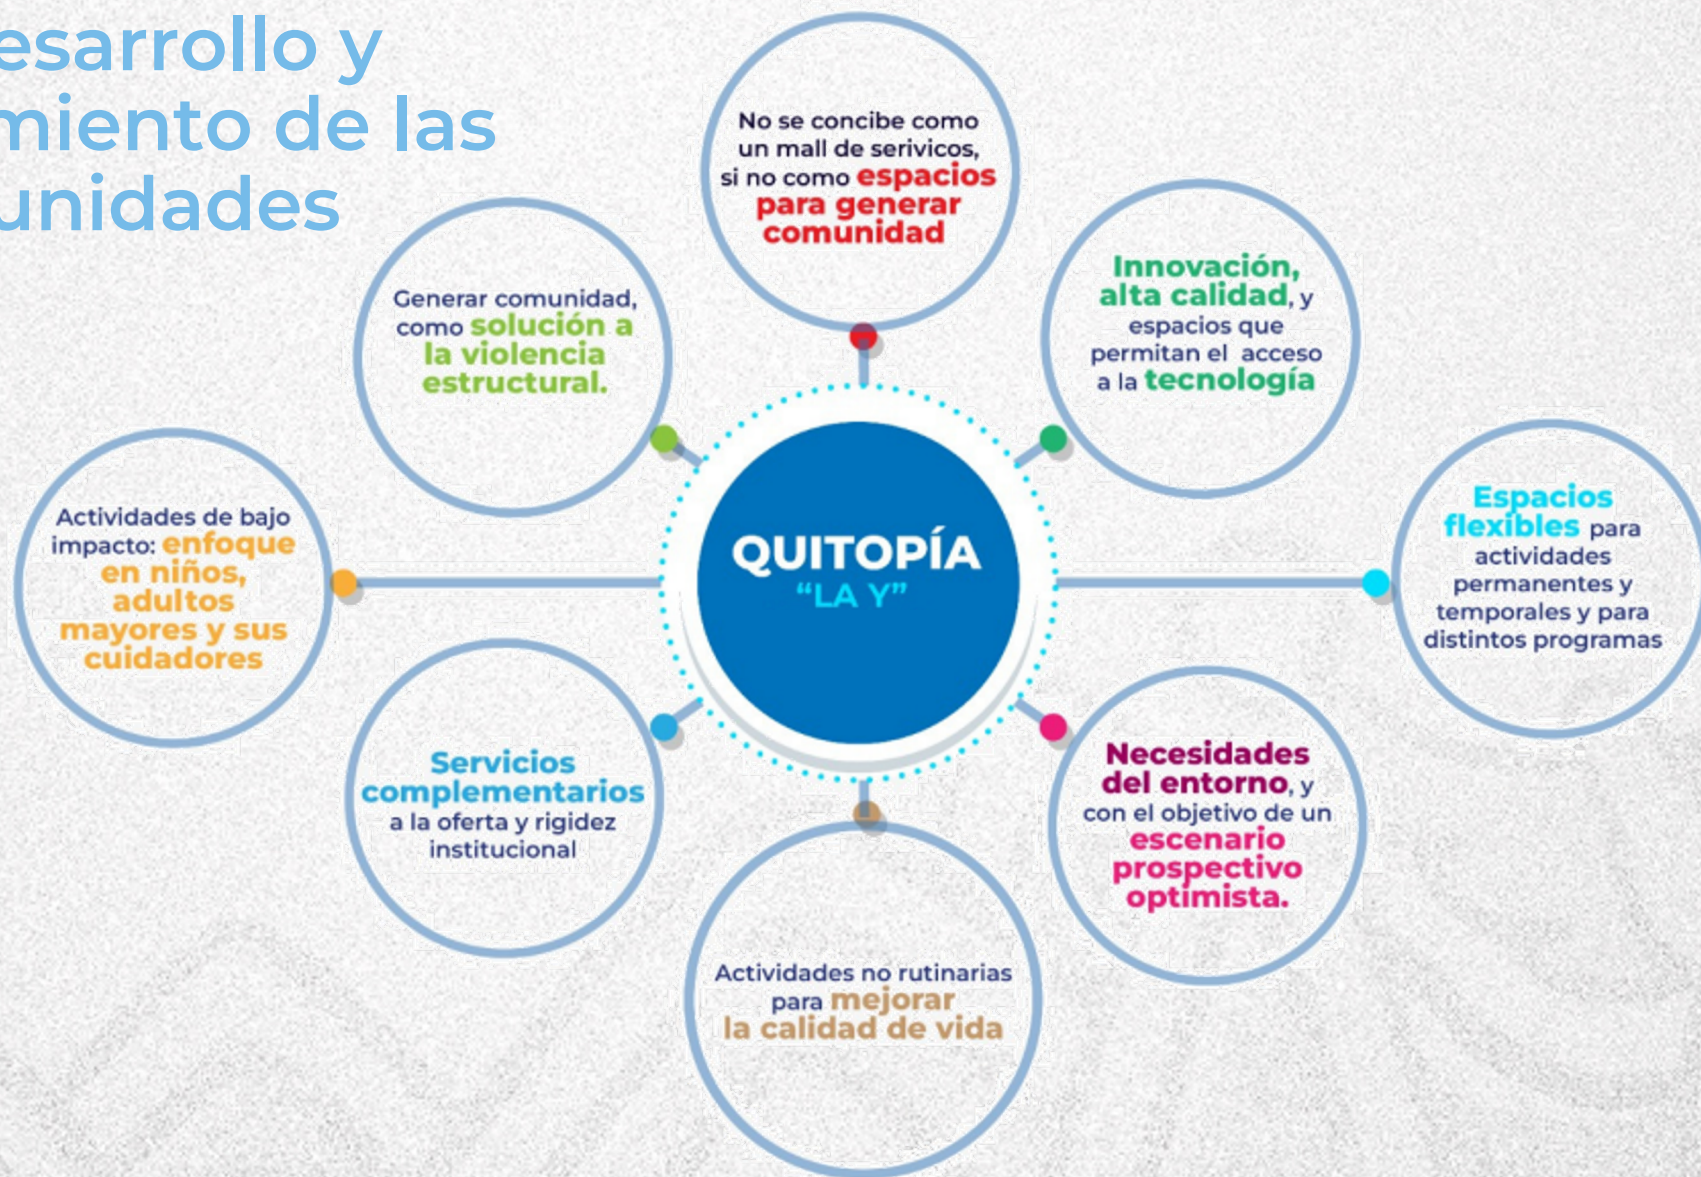 esarrollo y
miento de las
unidades
No se concibe como
un mall de serivicos,
si no como espacios
para generar
comunidad
Generar comunidad,
como solución a
la violencia
estructural.
Innovación,
alta calidad, y
espacios que
permitan el acceso
a la tecnología
Actividades de bajo
impacto: enfoque
en niños,
adultos
mayores y sus
cuidadores
QUITOPÍA
“LA Y”
Espacios
flexibles para
actividades
permanentes y
temporales y para
distintos programas
Servicios
complementarios
a la oferta y rigidez
institucional
Necesidades
del entorno, y
con el objetivo de un
escenario
prospectivo
optimista.
Actividades no rutinarias
para mejorar
la calidad de vida